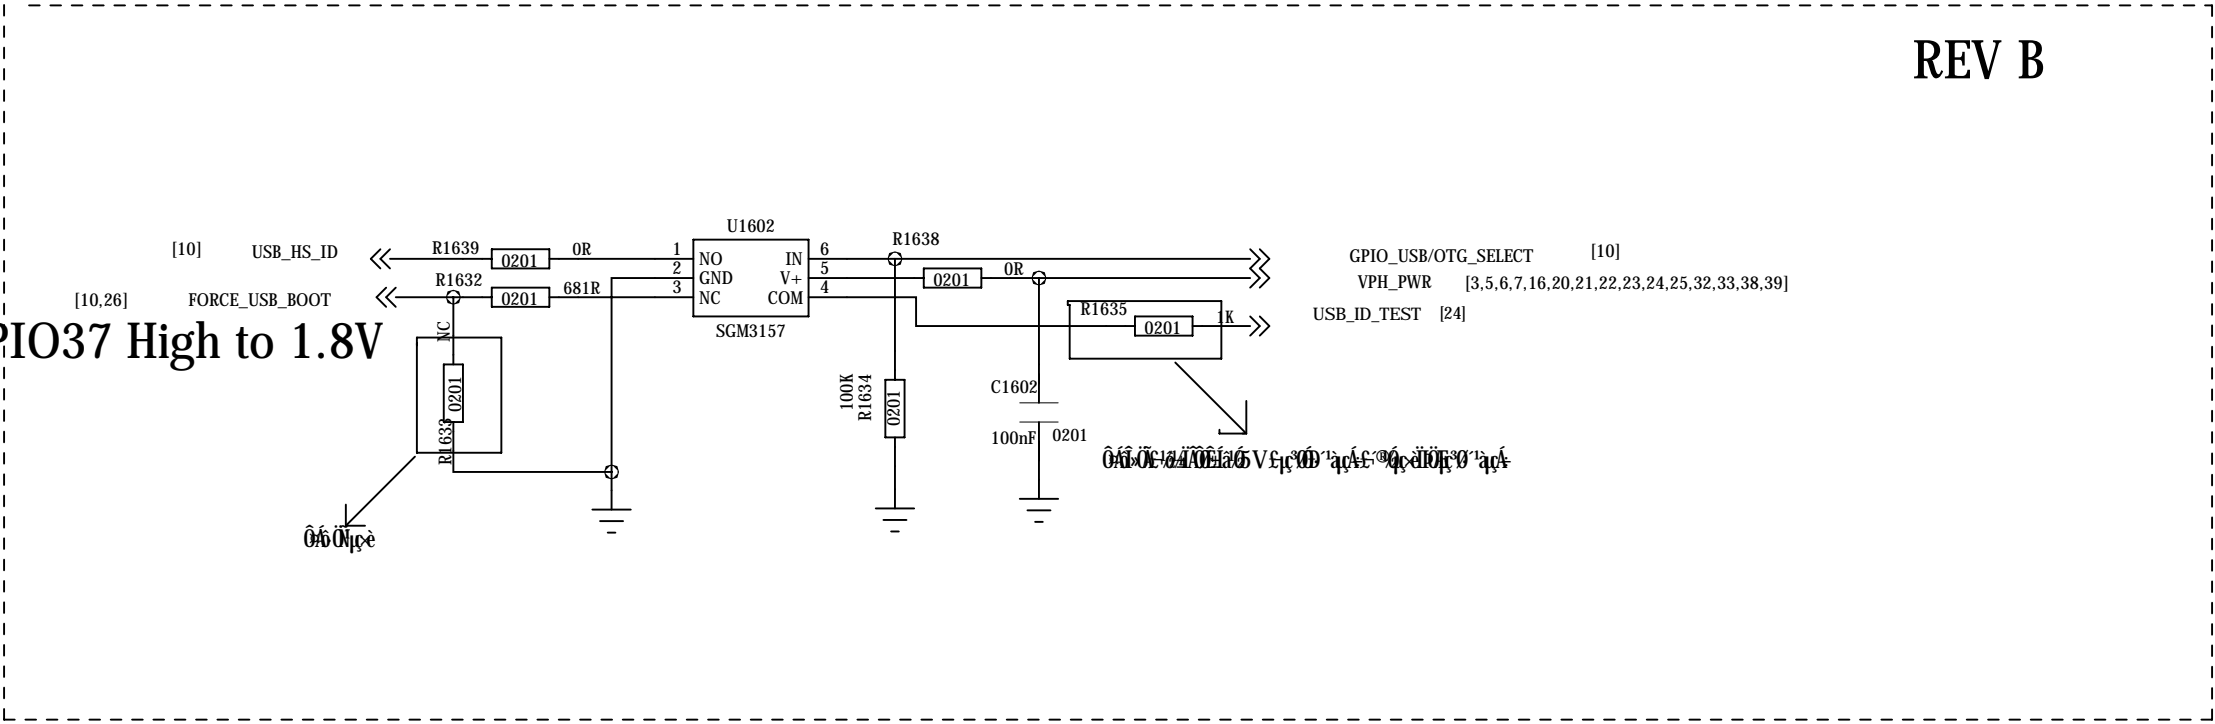 REV B
U1602
[10] USB_HS_ID R1639 0201 0R 1 NO IN 6 R1638 GPIO_USB/OTG_SELECT [10]
2 GND V+ 5 0201 0R VPH_PWR [3,5,6,7,16,20,21,22,23,24,25,32,33,38,39]
[10,26] FORCE_USB_BOOT R1632 0201 681R 3 NC COM 4
R1635 0201 1K USB_ID_TEST [24]
SGM3157
PIO37 High to 1.8V
NC
0201
R1633
100K
R1634
0201
C1602
100nF 0201